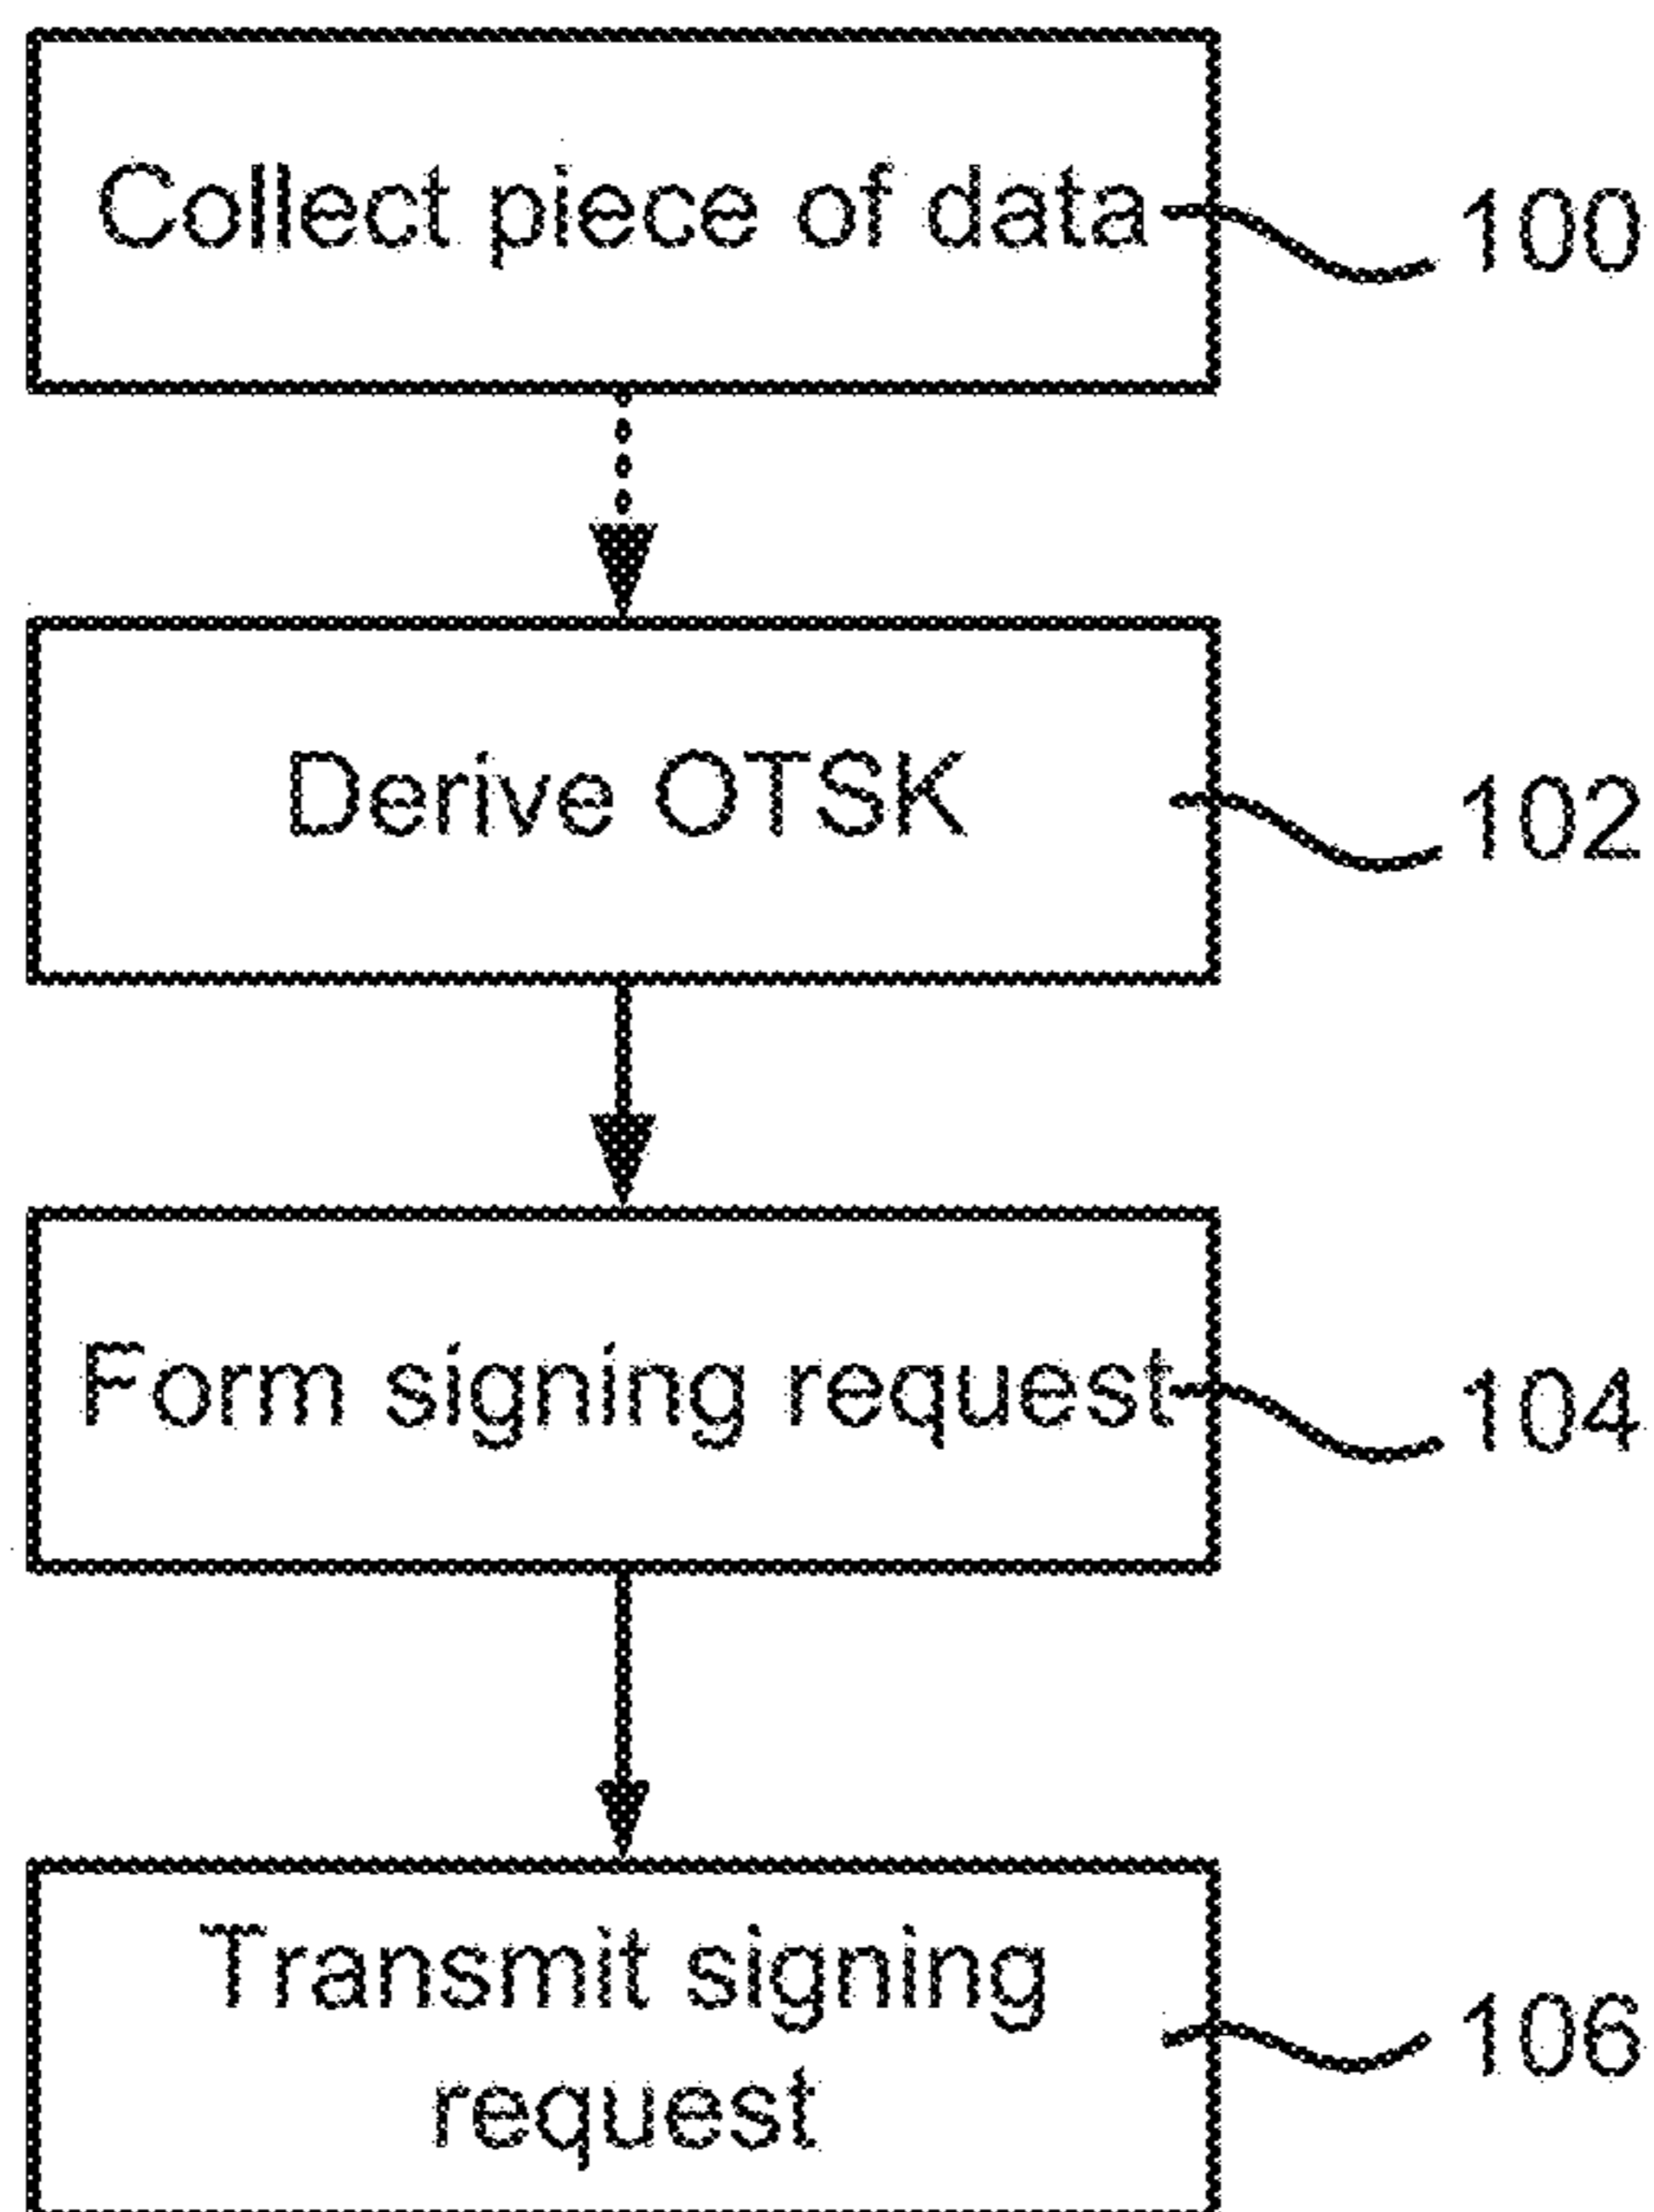 Collect piece of data
100
Derive OTSK
102
Form signing request
104
Transmit signing
request
106